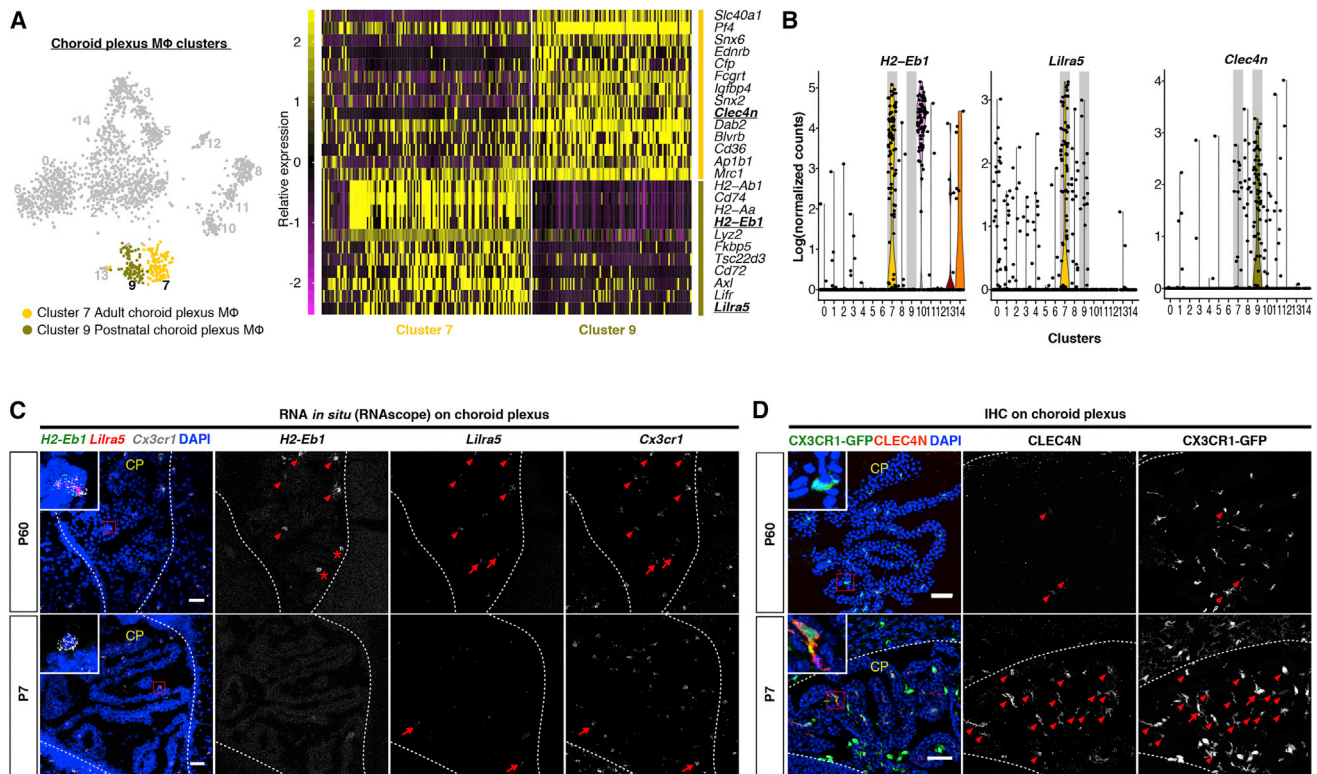 A
Choroid plexus MΦ clusters
3
14
5
12
0
8
6
1
2
11
10
13
9
7
Cluster 7 Adult choroid plexus MΦ
Cluster 9 Postnatal choroid plexus MΦ
Relative expression
2
1
0
-1
-2
Slc40a1
Pf4
Snx6
Ednrb
Cfp
Fcgrt
Igfbp4
Snx2
Clec4n
Dab2
Blvrb
Cd36
Ap1b1
Mrc1
H2-Ab1
Cd74
H2-Aa
H2-Eb1
Lyz2
Fkbp5
Tsc22d3
Cd72
Axl
Lifr
Lilra5
Cluster 7
Cluster 9
B
H2-Eb1
Lilra5
Clec4n
Log(normalized counts)
5
4
3
2
1
0
3
2
1
0
4
3
2
1
0
0 1 2 3 4 5 6 7 8 9 10 11 12 13 14
0 1 2 3 4 5 6 7 8 9 10 11 12 13 14
0 1 2 3 4 5 6 7 8 9 10 11 12 13 14
Clusters
C
RNA in situ (RNAscope) on choroid plexus
H2-Eb1 Lilra5 Cx3cr1 DAPI
H2-Eb1
Lilra5
Cx3cr1
P60
CP
*
*
P7
CP
D
IHC on choroid plexus
CX3CR1-GFP CLEC4N DAPI
CLEC4N
CX3CR1-GFP
P60
CP
P7
CP